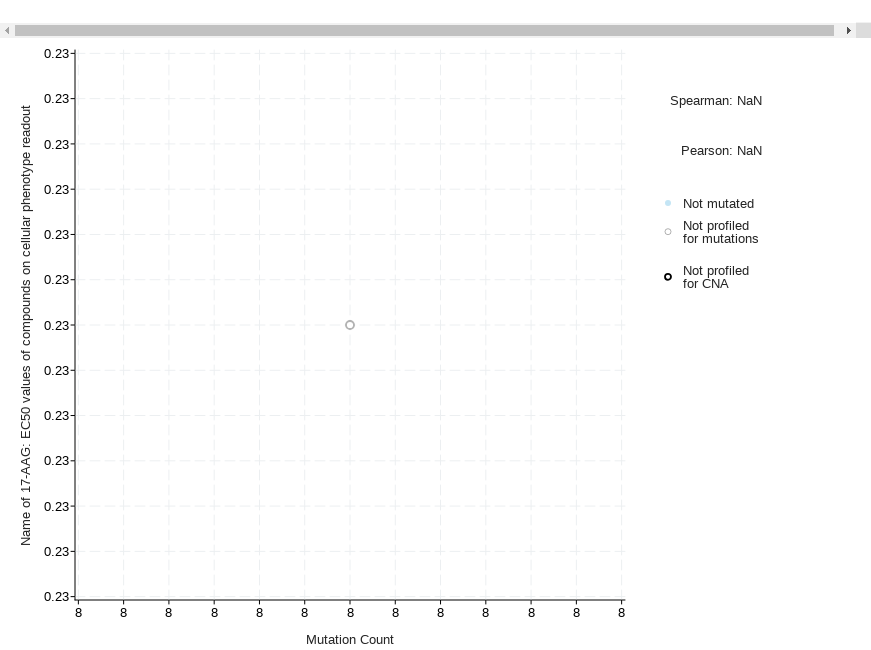 0.23
0.23
0.23
0.23
0.23
0.23
0.23
0.23
0.23
0.23
0.23
0.23
0.23
Name of 17-AAG: EC50 values of compounds on cellular phenotype readout
8 8 8 8 8 8 8 8 8 8 8 8 8
Mutation Count
Spearman: NaN
Pearson: NaN
Not mutated
Not profiled
for mutations
Not profiled
for CNA